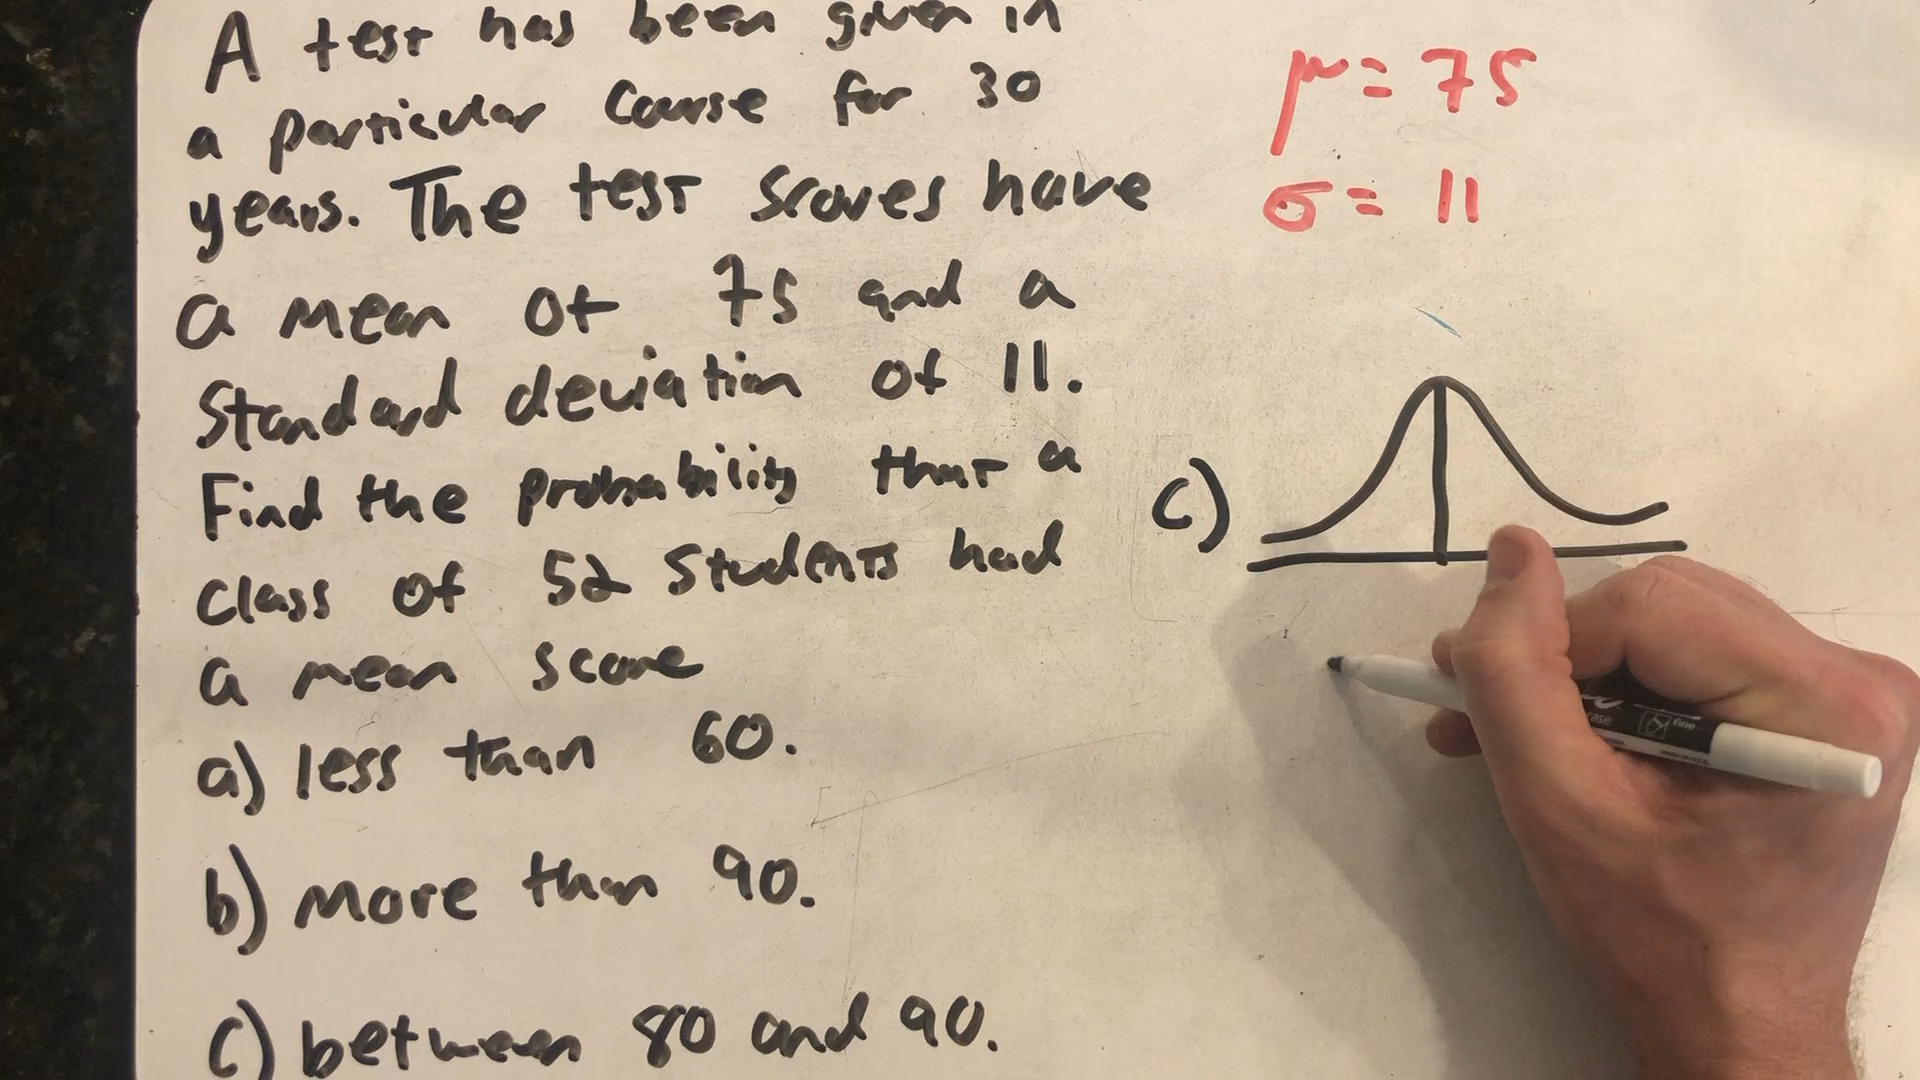 A test has been given in
a particular course for 30
years. The test scores have
a mean of 75 and a
Standard deviation of 11.
Find the probability that a
class of 52 students had
a mean score
a) less than 60.
b) more than 90.
c) between 80 and 90.
μ = 75
σ = 11
c)
fine